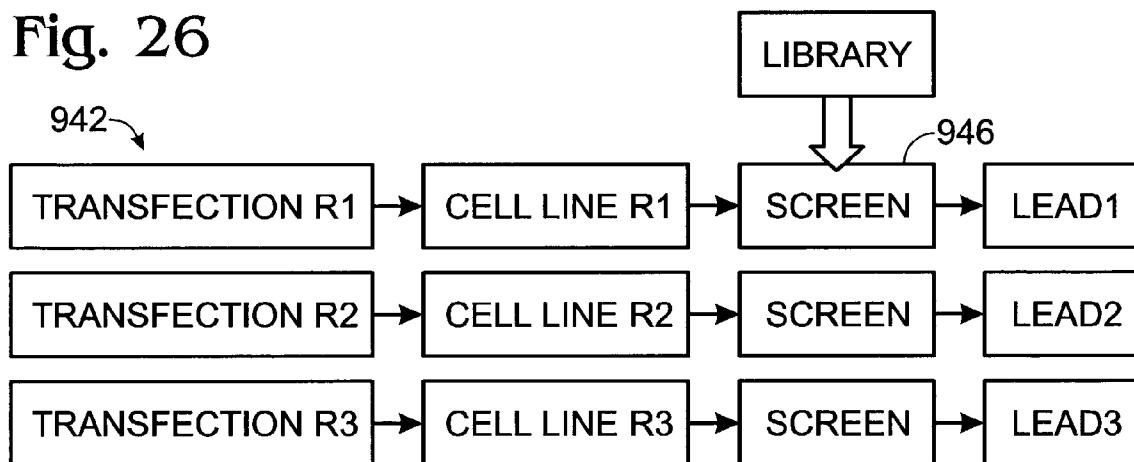 Fig. 26
LIBRARY
942
946
TRANSFECTION R1 CELL LINE R1 SCREEN LEAD1
TRANSFECTION R2 CELL LINE R2 SCREEN LEAD2
TRANSFECTION R3 CELL LINE R3 SCREEN LEAD3